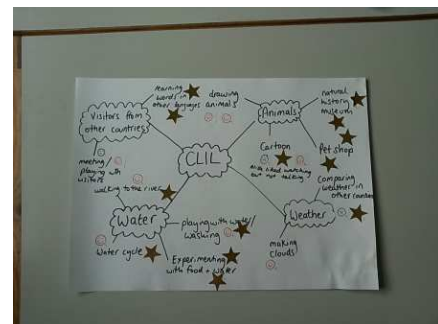 learning
words in
other languages
drawing
animals
Animals
natural
history
museum
Visitors from
other countries
CLIL
Cartoon
Pet shop
meeting/
playing with
visitors
comparing
weather in
other countries
walking to the river
Water
playing with water/
washing
Weather
making
clouds
Water cycle
Experimenting
with food + water